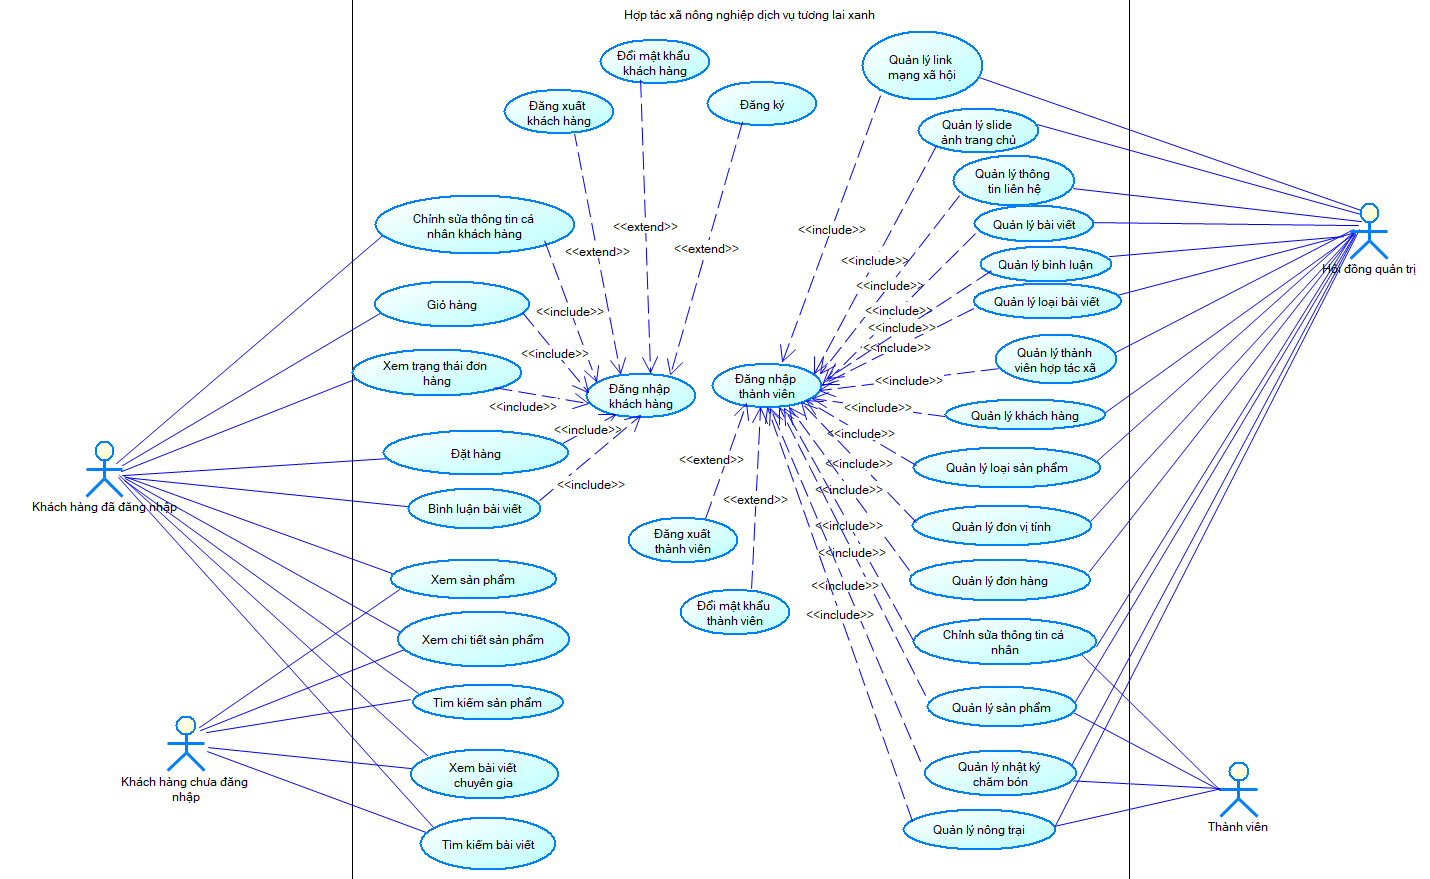 Hợp tác xã nông nghiệp dịch vụ tương lai xanh
Đổi mật khẩu
khách hàng
Quản lý link
mạng xã hội
Đăng xuất
khách hàng
Đăng ký
Quản lý slide
ảnh trang chủ
Quản lý thông
tin liên hệ
Chỉnh sửa thông tin cá
nhân khách hàng
<<extend>>
<<extend>>
<<extend>>
<<include>>
Quản lý bài viết
<<include>>
Quản lý bình luận
Hội đồng quản trị
<<include>>
Giỏ hàng
<<include>>
<<include>>
<<include>>
Quản lý loại bài viết
<<include>>
<<include>>
Xem trạng thái đơn
hàng
Quản lý thành
viên hợp tác xã
Đăng nhập
khách hàng
Đăng nhập
thành viên
<<include>>
<<include>>
<<include>>
Quản lý khách hàng
<<include>>
<<include>>
Đặt hàng
<<extend>>
<<include>>
Quản lý loại sản phẩm
<<include>>
<<include>>
<<extend>>
Khách hàng đã đăng nhập
Bình luận bài viết
<<include>>
Quản lý đơn vị tính
Đăng xuất
thành viên
<<include>>
Xem sản phẩm
<<include>>
Quản lý đơn hàng
Đổi mật khẩu
thành viên
<<include>>
Xem chi tiết sản phẩm
Chỉnh sửa thông tin cá
nhân
Tìm kiếm sản phẩm
Quản lý sản phẩm
Khách hàng chưa đăng
nhập
Xem bài viết
chuyên gia
Quản lý nhật ký
chăm bón
Tìm kiếm bài viết
Quản lý nông trại
Thành viên